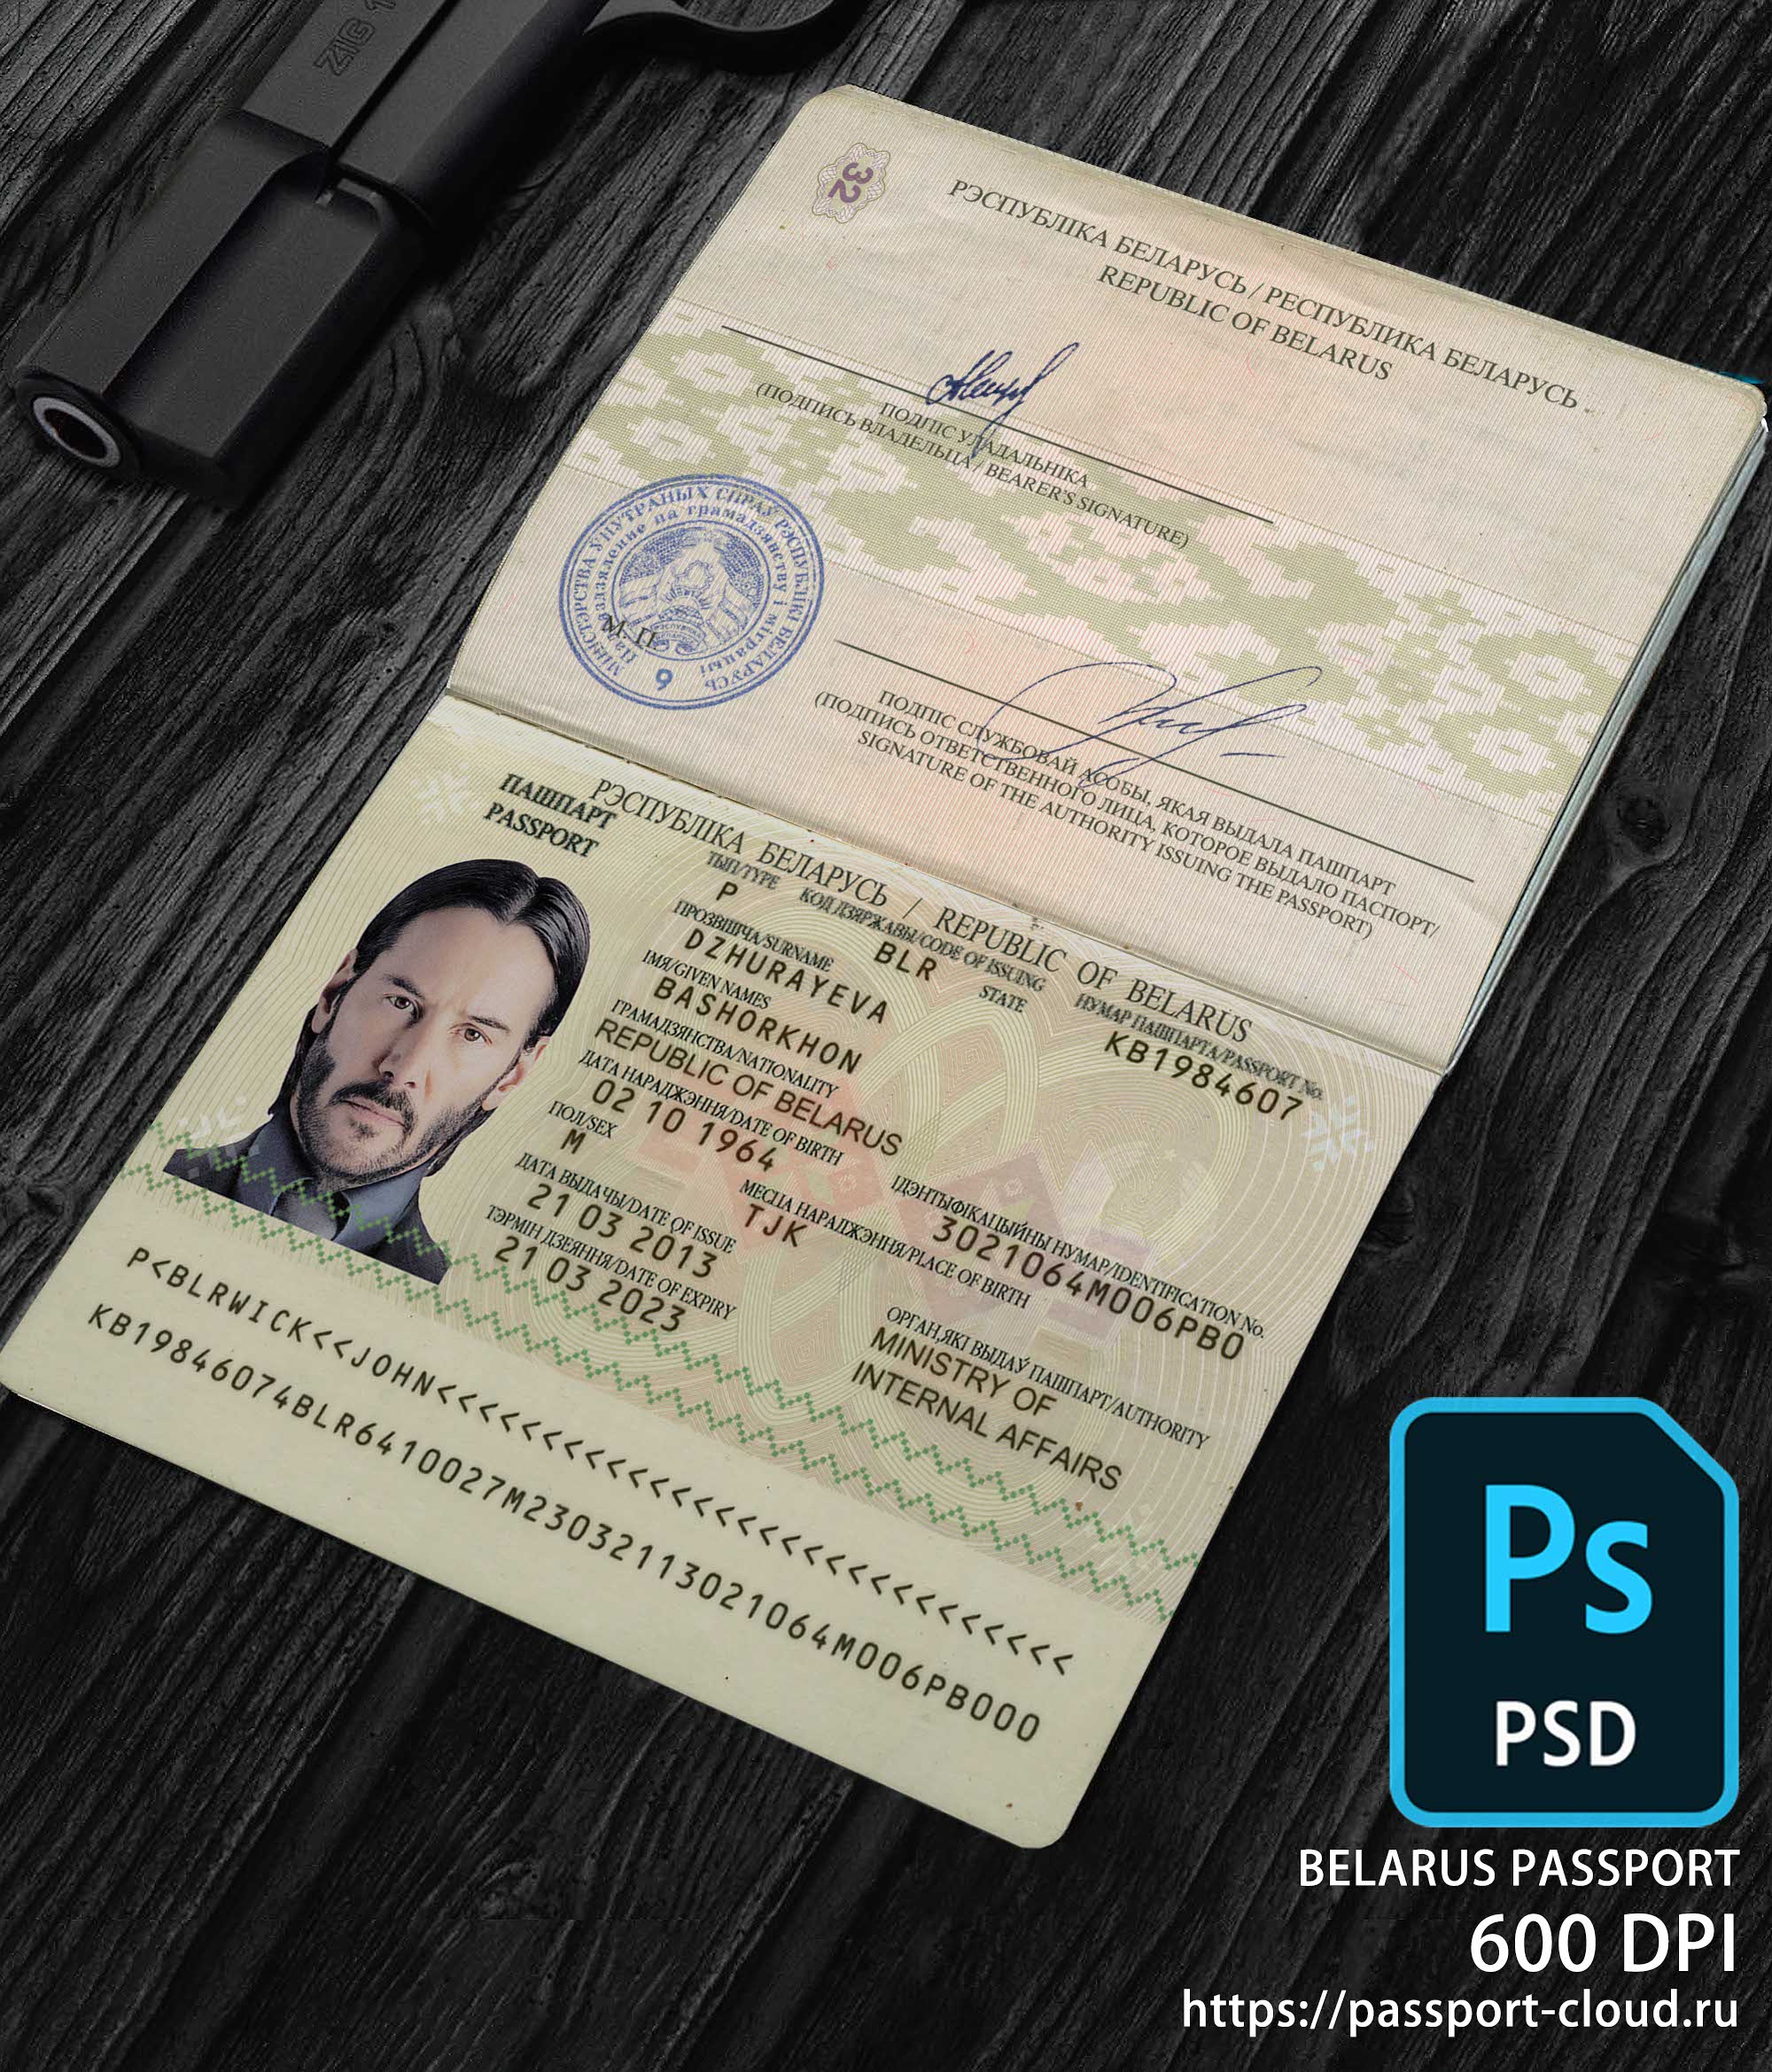 ZIG 1
32
РЭСПУБЛІКА БЕЛАРУСЬ / РЕСПУБЛИКА БЕЛАРУСЬ
REPUBLIC OF BELARUS
ПОДПІС УЛАДАЛЬНІКА
(ПОДПИСЬ ВЛАДЕЛЬЦА / BEARER'S SIGNATURE)
МІНІСТЭРСТВА ЎНУТРАНЫХ СПРАЎ РЭСПУБЛІКІ БЕЛАРУСЬ
Падраздзяленне па грамадзянству і міграцыі
М. П.
9
ПОДПІС СЛУЖБОВАЙ АСОБЫ, ЯКАЯ ВЫДАЛА ПАШПАРТ
(ПОДПИСЬ ОТВЕТСТВЕННОГО ЛИЦА, КОТОРОЕ ВЫДАЛО ПАСПОРТ/
SIGNATURE OF THE AUTHORITY ISSUING THE PASSPORT)
РЭСПУБЛІКА БЕЛАРУСЬ / REPUBLIC OF BELARUS
ПАШПАРТ
PASSPORT
ТЫП/TYPE
P
КОД ДЗЯРЖАВЫ/CODE OF ISSUING
STATE
BLR
НУМАР ПАШПАРТА/PASSPORT No.
KB1984607
ПРОЗВІШЧА/SURNAME
DZHURAYEVA
ІМЯ/GIVEN NAMES
BASHORKHON
ГРАМАДЗЯНСТВА/NATIONALITY
REPUBLIC OF BELARUS
ДАТА НАРАДЖЭННЯ/DATE OF BIRTH
02 10 1964
ІДЭНТЫФІКАЦЫЙНЫ НУМАР/IDENTIFICATION No.
3021064M006PB0
ПОЛ/SEX
M
МЕСЦА НАРАДЖЭННЯ/PLACE OF BIRTH
TJK
ДАТА ВЫДАЧЫ/DATE OF ISSUE
21 03 2013
ТЭРМІН ДЗЕЯННЯ/DATE OF EXPIRY
21 03 2023
ОРГАН,ЯКІ ВЫДАЎ ПАШПАРТ/AUTHORITY
MINISTRY OF
INTERNAL AFFAIRS
P<BLRWICK<<JOHN<<<<<<<<<<<<<<<<<<<<<<<<<<<<<
KB19846074BLR6410027M23032113021064M006PB000
Ps
PSD
BELARUS PASSPORT
600 DPI
https://passport-cloud.ru